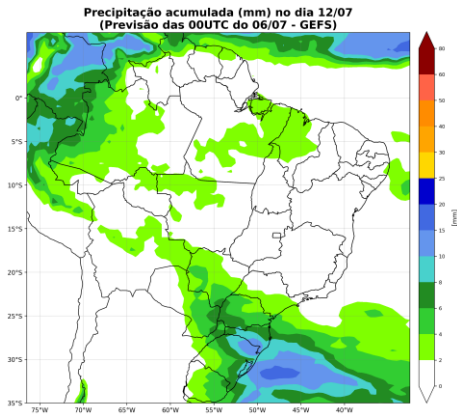 Precipitação acumulada (mm) no dia 12/07
(Previsão das 00UTC do 06/07 - GEFS)
0°
5°S
10°S
15°S
20°S
25°S
30°S
35°S
75°W
70°W
65°W
60°W
55°W
50°W
45°W
40°W
80
60
50
40
30
25
20
15
10
8
6
4
2
0
[mm]